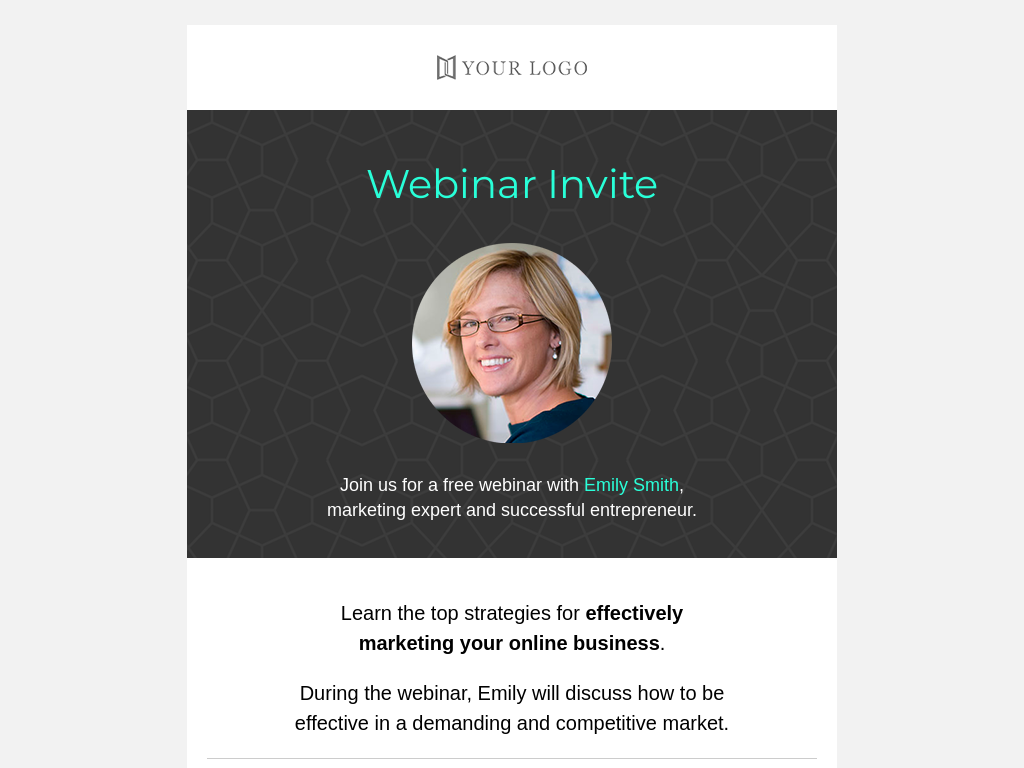 YOUR LOGO
Webinar Invite
Join us for a free webinar with Emily Smith,
marketing expert and successful entrepreneur.
Learn the top strategies for effectively
marketing your online business.
During the webinar, Emily will discuss how to be
effective in a demanding and competitive market.